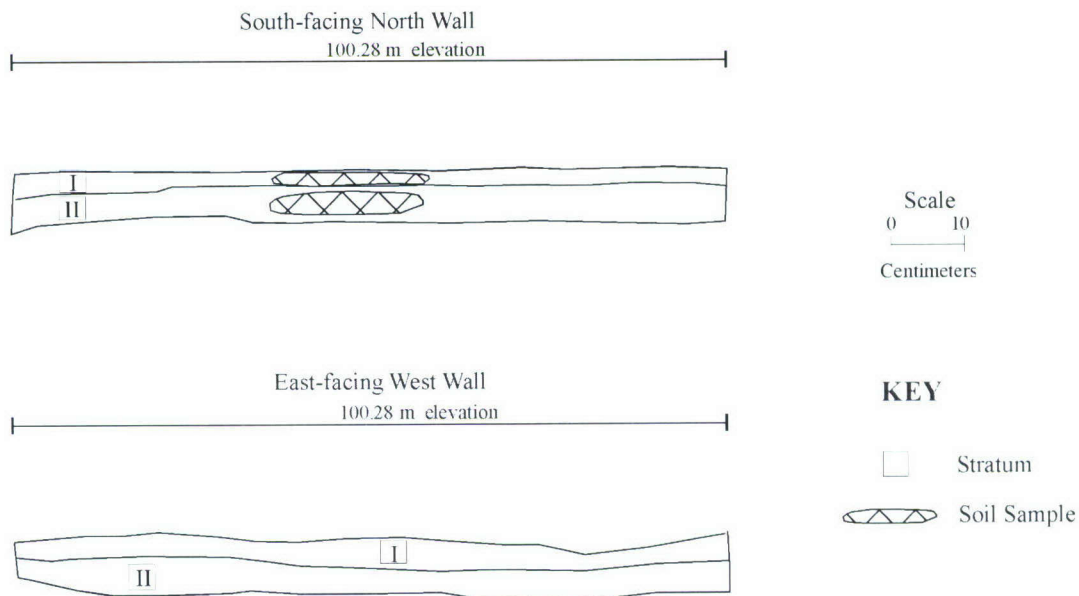 South-facing North Wall
100.28 m elevation
I
II
Scale
0 10
Centimeters
East-facing West Wall
100.28 m elevation
I
II
KEY
Stratum
Soil Sample